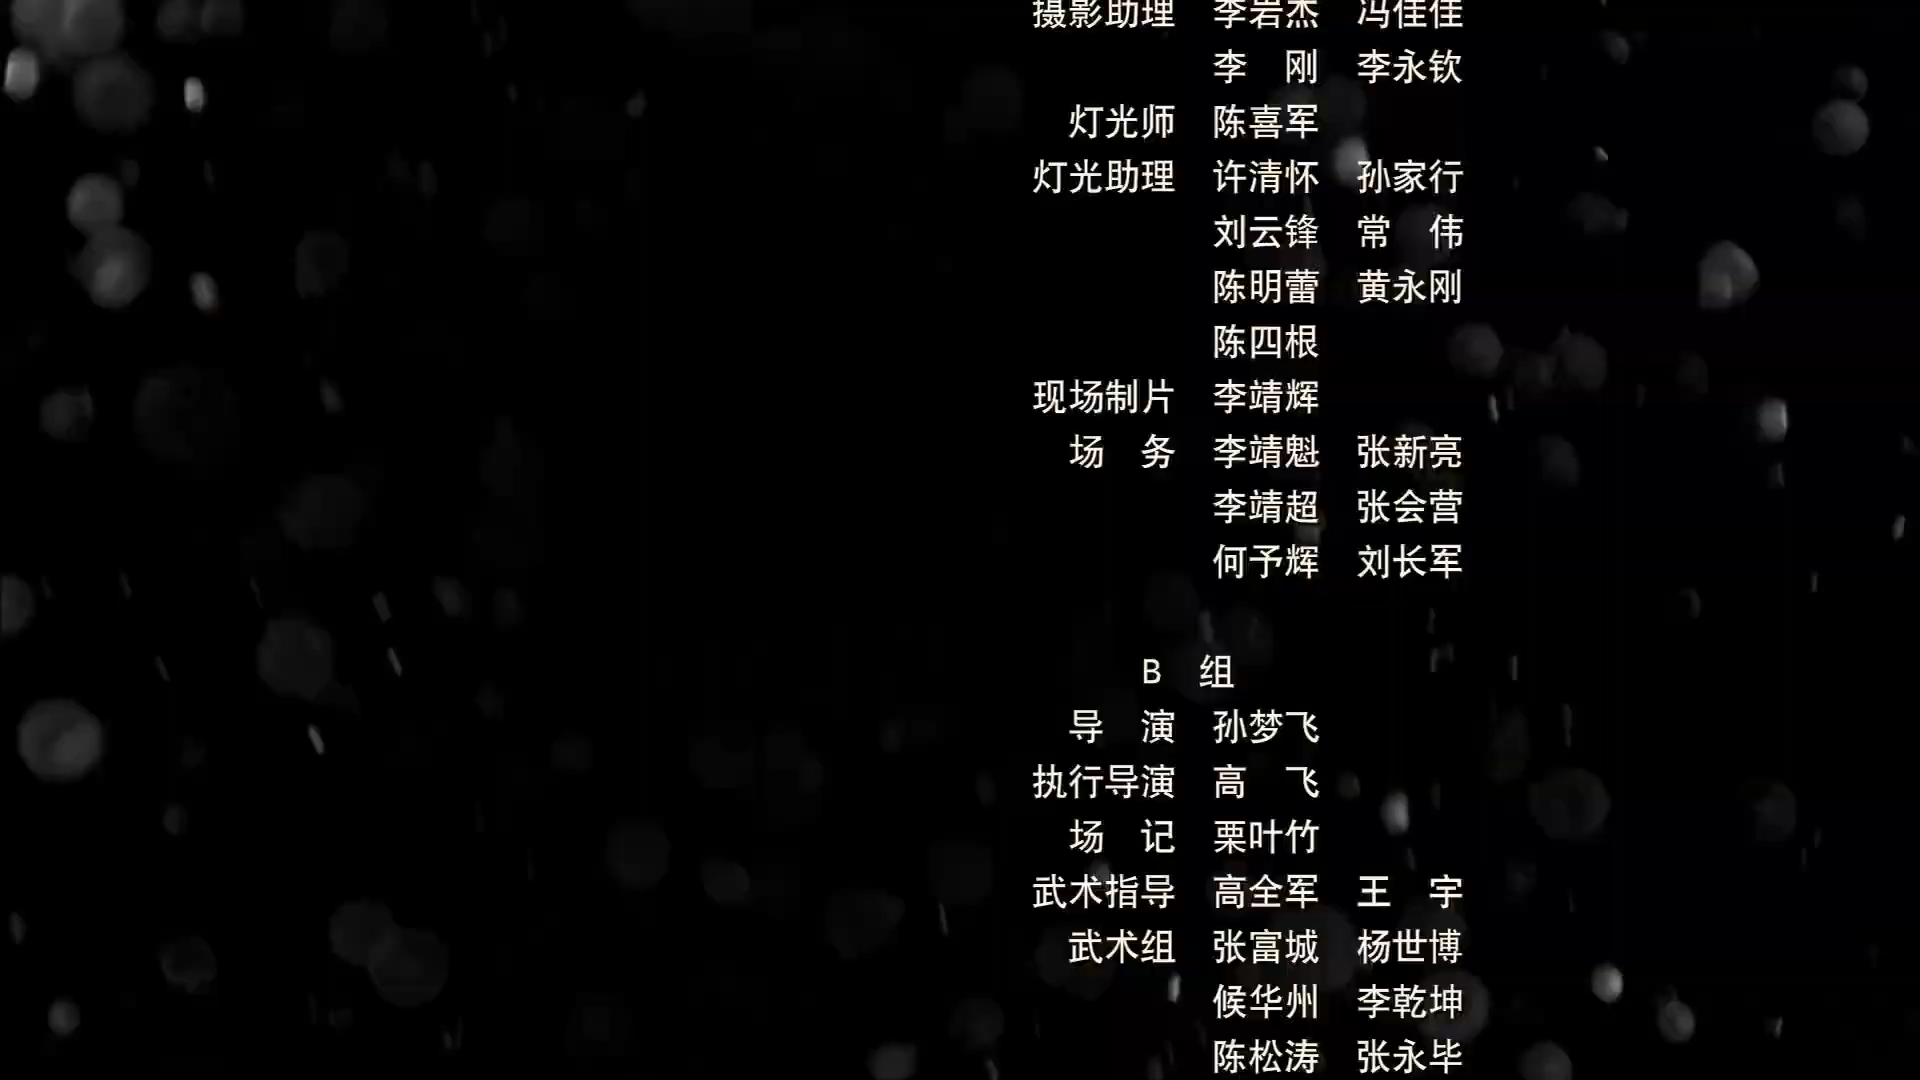 摄影助理　李岩杰　冯佳佳
李　刚　李永钦
灯光师　陈喜军
灯光助理　许清怀　孙家行
刘云锋　常　伟
陈明蕾　黄永刚
陈四根
现场制片　李靖辉
场　务　李靖魁　张新亮
李靖超　张会营
何予辉　刘长军
B　组
导　演　孙梦飞
执行导演　高　飞
场　记　栗叶竹
武术指导　高全军　王　宇
武术组　张富城　杨世博
候华州　李乾坤
陈松涛　张永毕